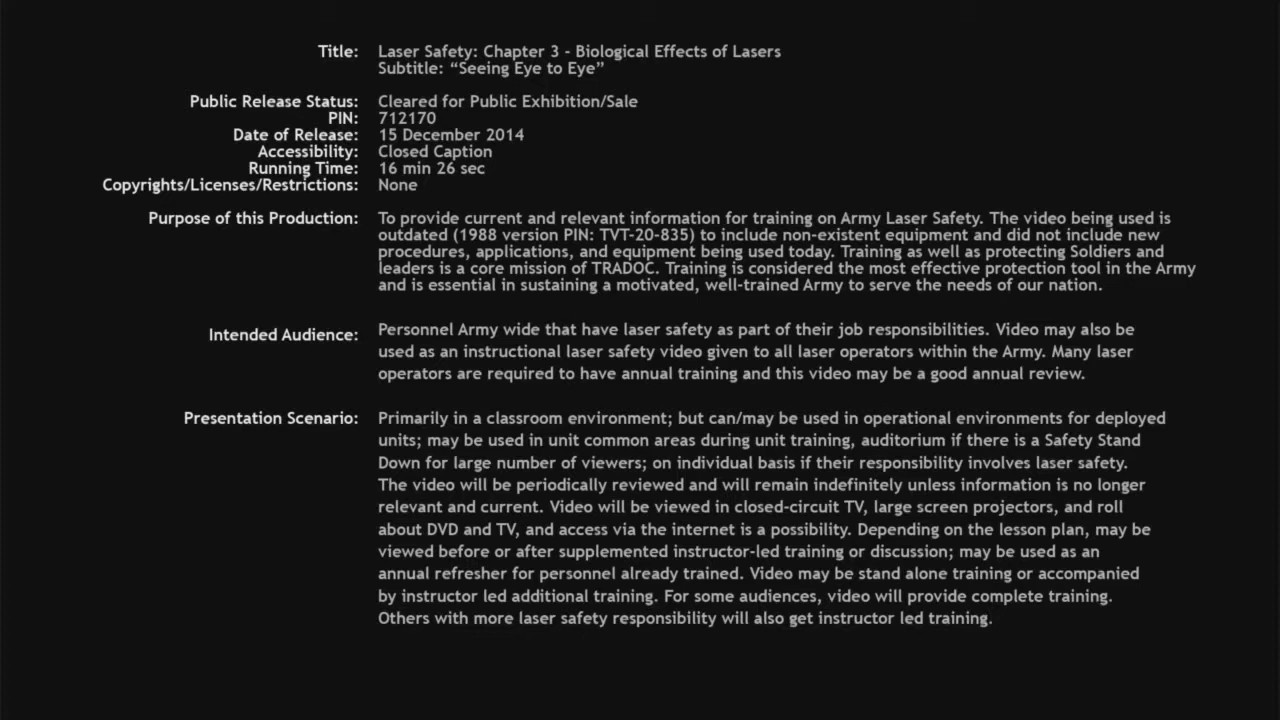 Title: Laser Safety: Chapter 3 - Biological Effects of Lasers
Subtitle: “Seeing Eye to Eye”
Public Release Status: Cleared for Public Exhibition/Sale
PIN: 712170
Date of Release: 15 December 2014
Accessibility: Closed Caption
Running Time: 16 min 26 sec
Copyrights/Licenses/Restrictions: None
Purpose of this Production: To provide current and relevant information for training on Army Laser Safety. The video being used is
outdated (1988 version PIN: TVT-20-835) to include non-existent equipment and did not include new
procedures, applications, and equipment being used today. Training as well as protecting Soldiers and
leaders is a core mission of TRADOC. Training is considered the most effective protection tool in the Army
and is essential in sustaining a motivated, well-trained Army to serve the needs of our nation.
Intended Audience: Personnel Army wide that have laser safety as part of their job responsibilities. Video may also be
used as an instructional laser safety video given to all laser operators within the Army. Many laser
operators are required to have annual training and this video may be a good annual review.
Presentation Scenario: Primarily in a classroom environment; but can/may be used in operational environments for deployed
units; may be used in unit common areas during unit training, auditorium if there is a Safety Stand
Down for large number of viewers; on individual basis if their responsibility involves laser safety.
The video will be periodically reviewed and will remain indefinitely unless information is no longer
relevant and current. Video will be viewed in closed-circuit TV, large screen projectors, and roll
about DVD and TV, and access via the internet is a possibility. Depending on the lesson plan, may be
viewed before or after supplemented instructor-led training or discussion; may be used as an
annual refresher for personnel already trained. Video may be stand alone training or accompanied
by instructor led additional training. For some audiences, video will provide complete training.
Others with more laser safety responsibility will also get instructor led training.